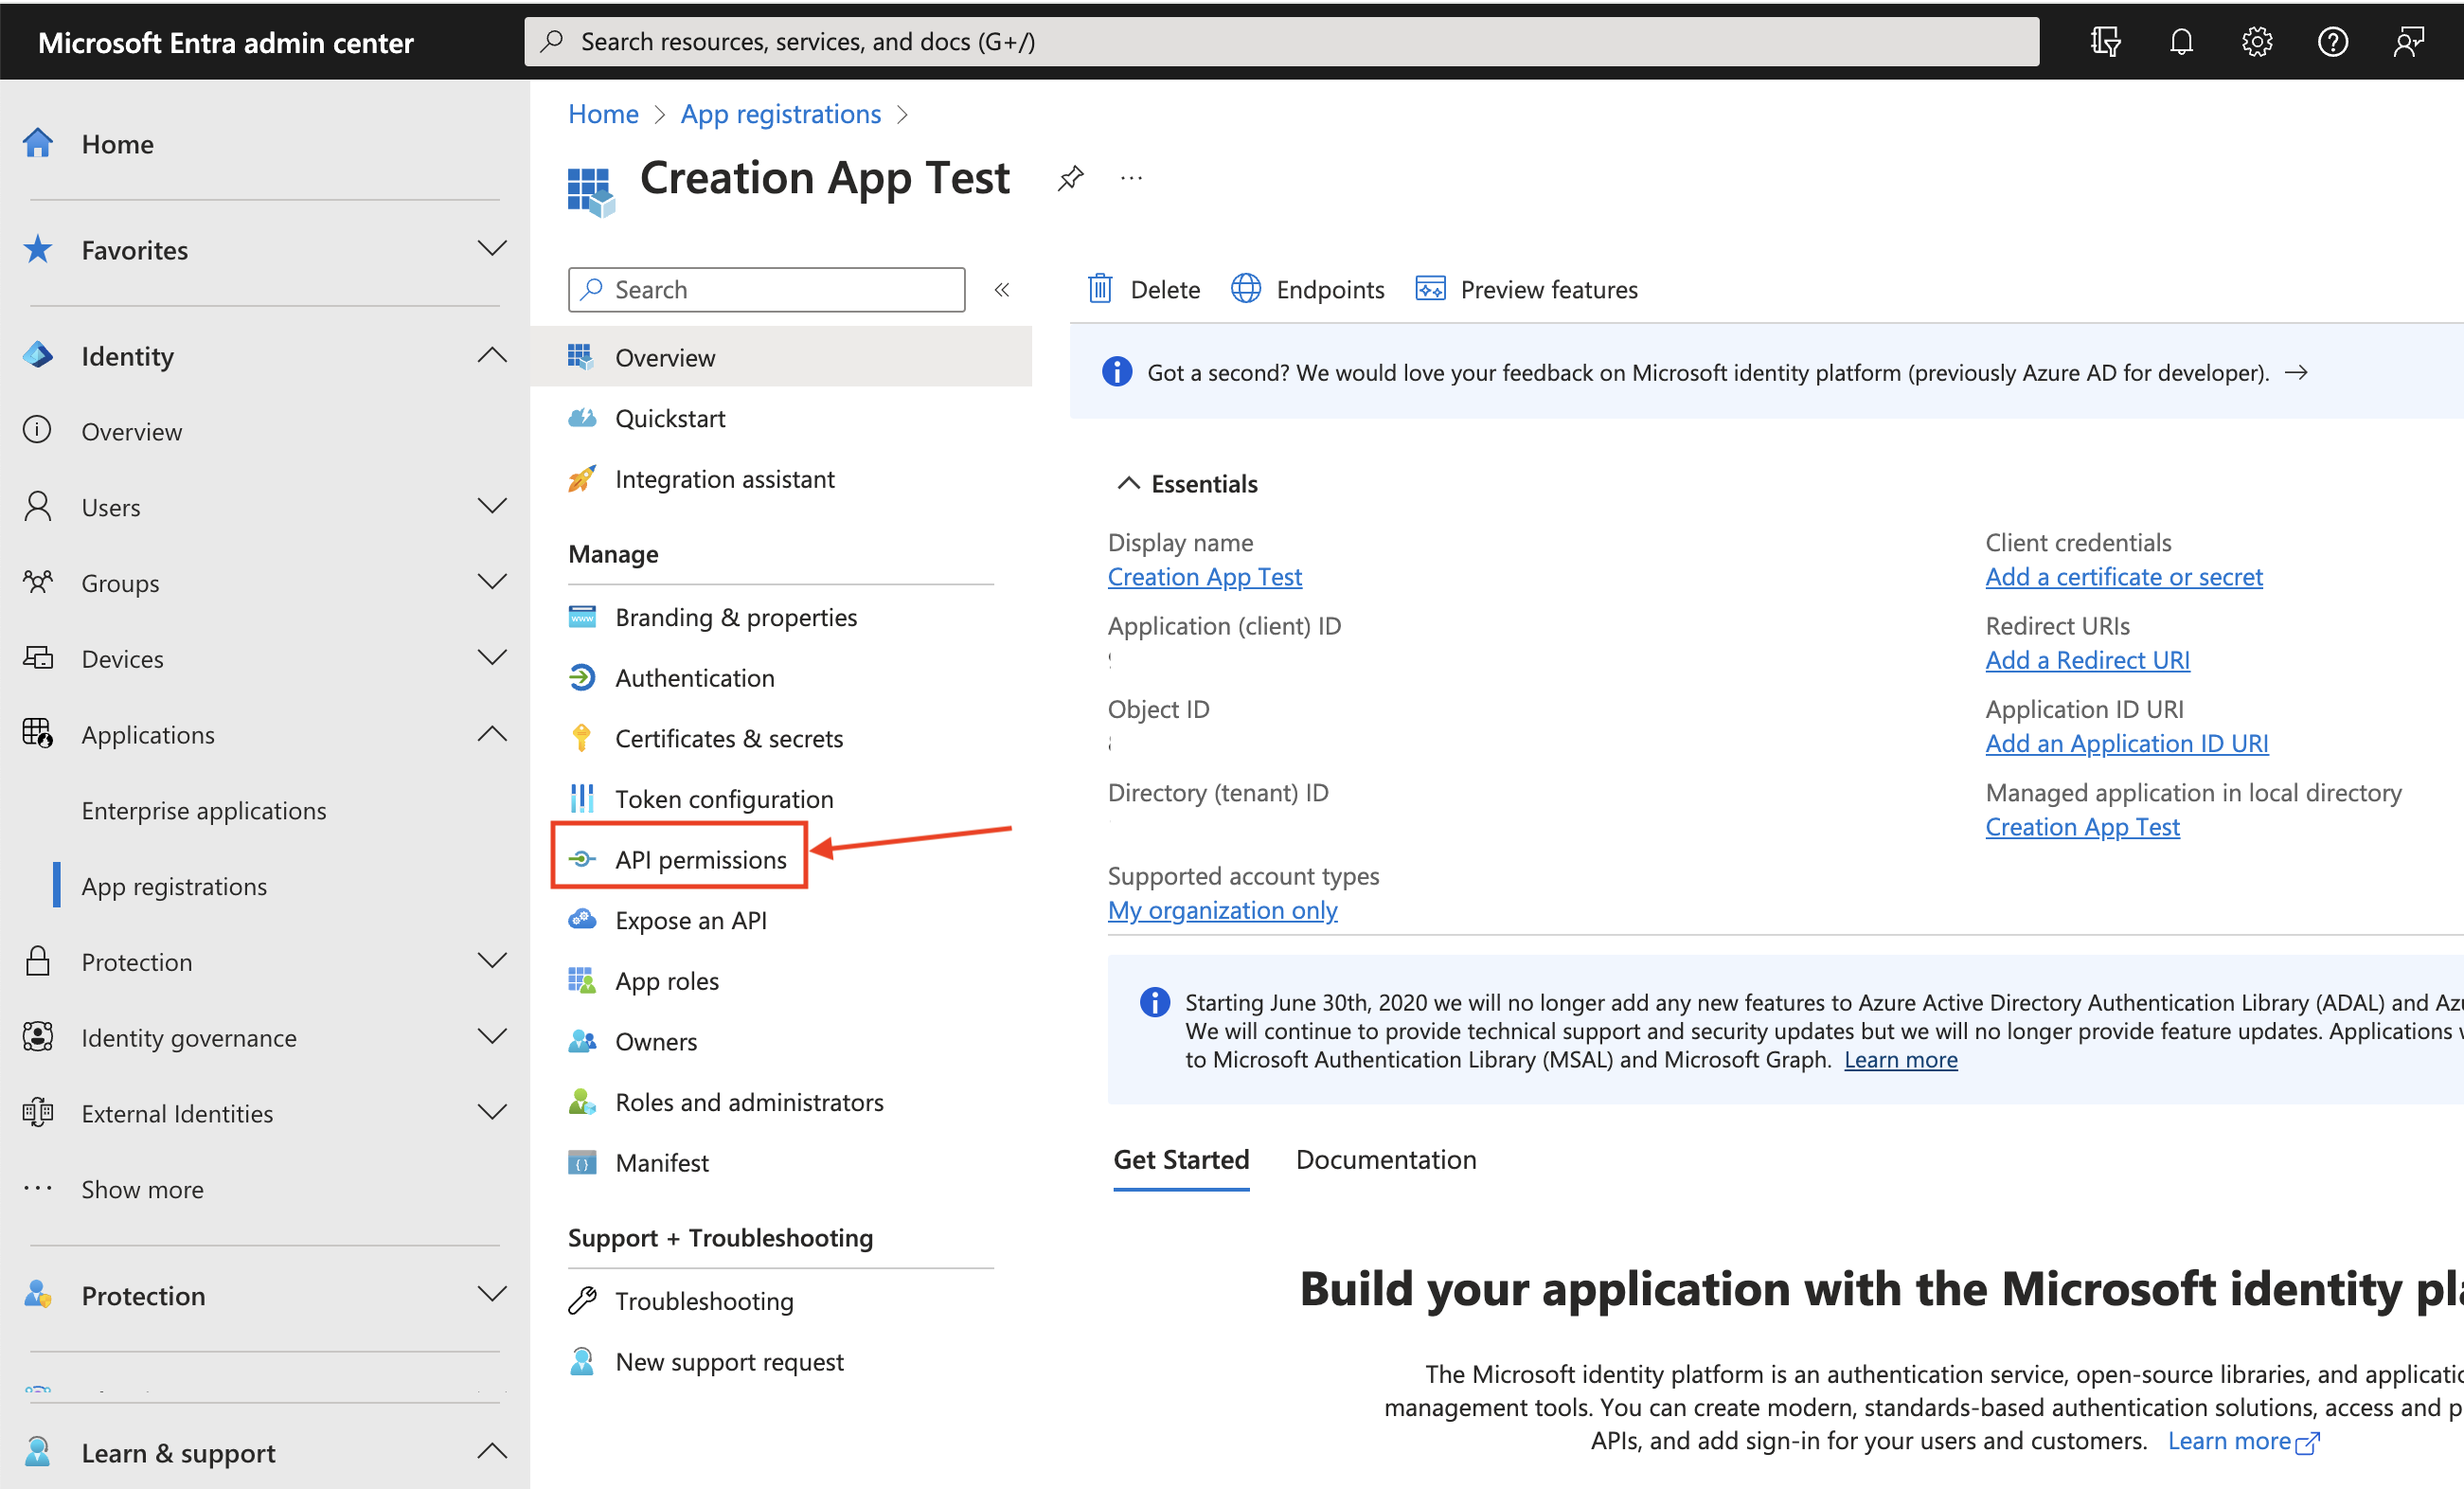 Microsoft Entra admin center
Search resources, services, and docs (G+/)
Home
Favorites
Identity
Overview
Users
Groups
Devices
Applications
Enterprise applications
App registrations
Protection
Identity governance
External Identities
Show more
Protection
Learn & support
Home > App registrations >
Creation App Test
Search
Overview
Quickstart
Integration assistant
Manage
Branding & properties
Authentication
Certificates & secrets
Token configuration
API permissions
Expose an API
App roles
Owners
Roles and administrators
Manifest
Support + Troubleshooting
Troubleshooting
New support request
Delete
Endpoints
Preview features
Got a second? We would love your feedback on Microsoft identity platform (previously Azure AD for developer).
Essentials
Display name
Creation App Test
Application (client) ID
Object ID
Directory (tenant) ID
Supported account types
My organization only
Client credentials
Add a certificate or secret
Redirect URIs
Add a Redirect URI
Application ID URI
Add an Application ID URI
Managed application in local directory
Creation App Test
Starting June 30th, 2020 we will no longer add any new features to Azure Active Directory Authentication Library (ADAL) and Azu
We will continue to provide technical support and security updates but we will no longer provide feature updates. Applications
to Microsoft Authentication Library (MSAL) and Microsoft Graph. Learn more
Get Started
Documentation
Build your application with the Microsoft identity pla
The Microsoft identity platform is an authentication service, open-source libraries, and applicatio
management tools. You can create modern, standards-based authentication solutions, access and p
APIs, and add sign-in for your users and customers. Learn more